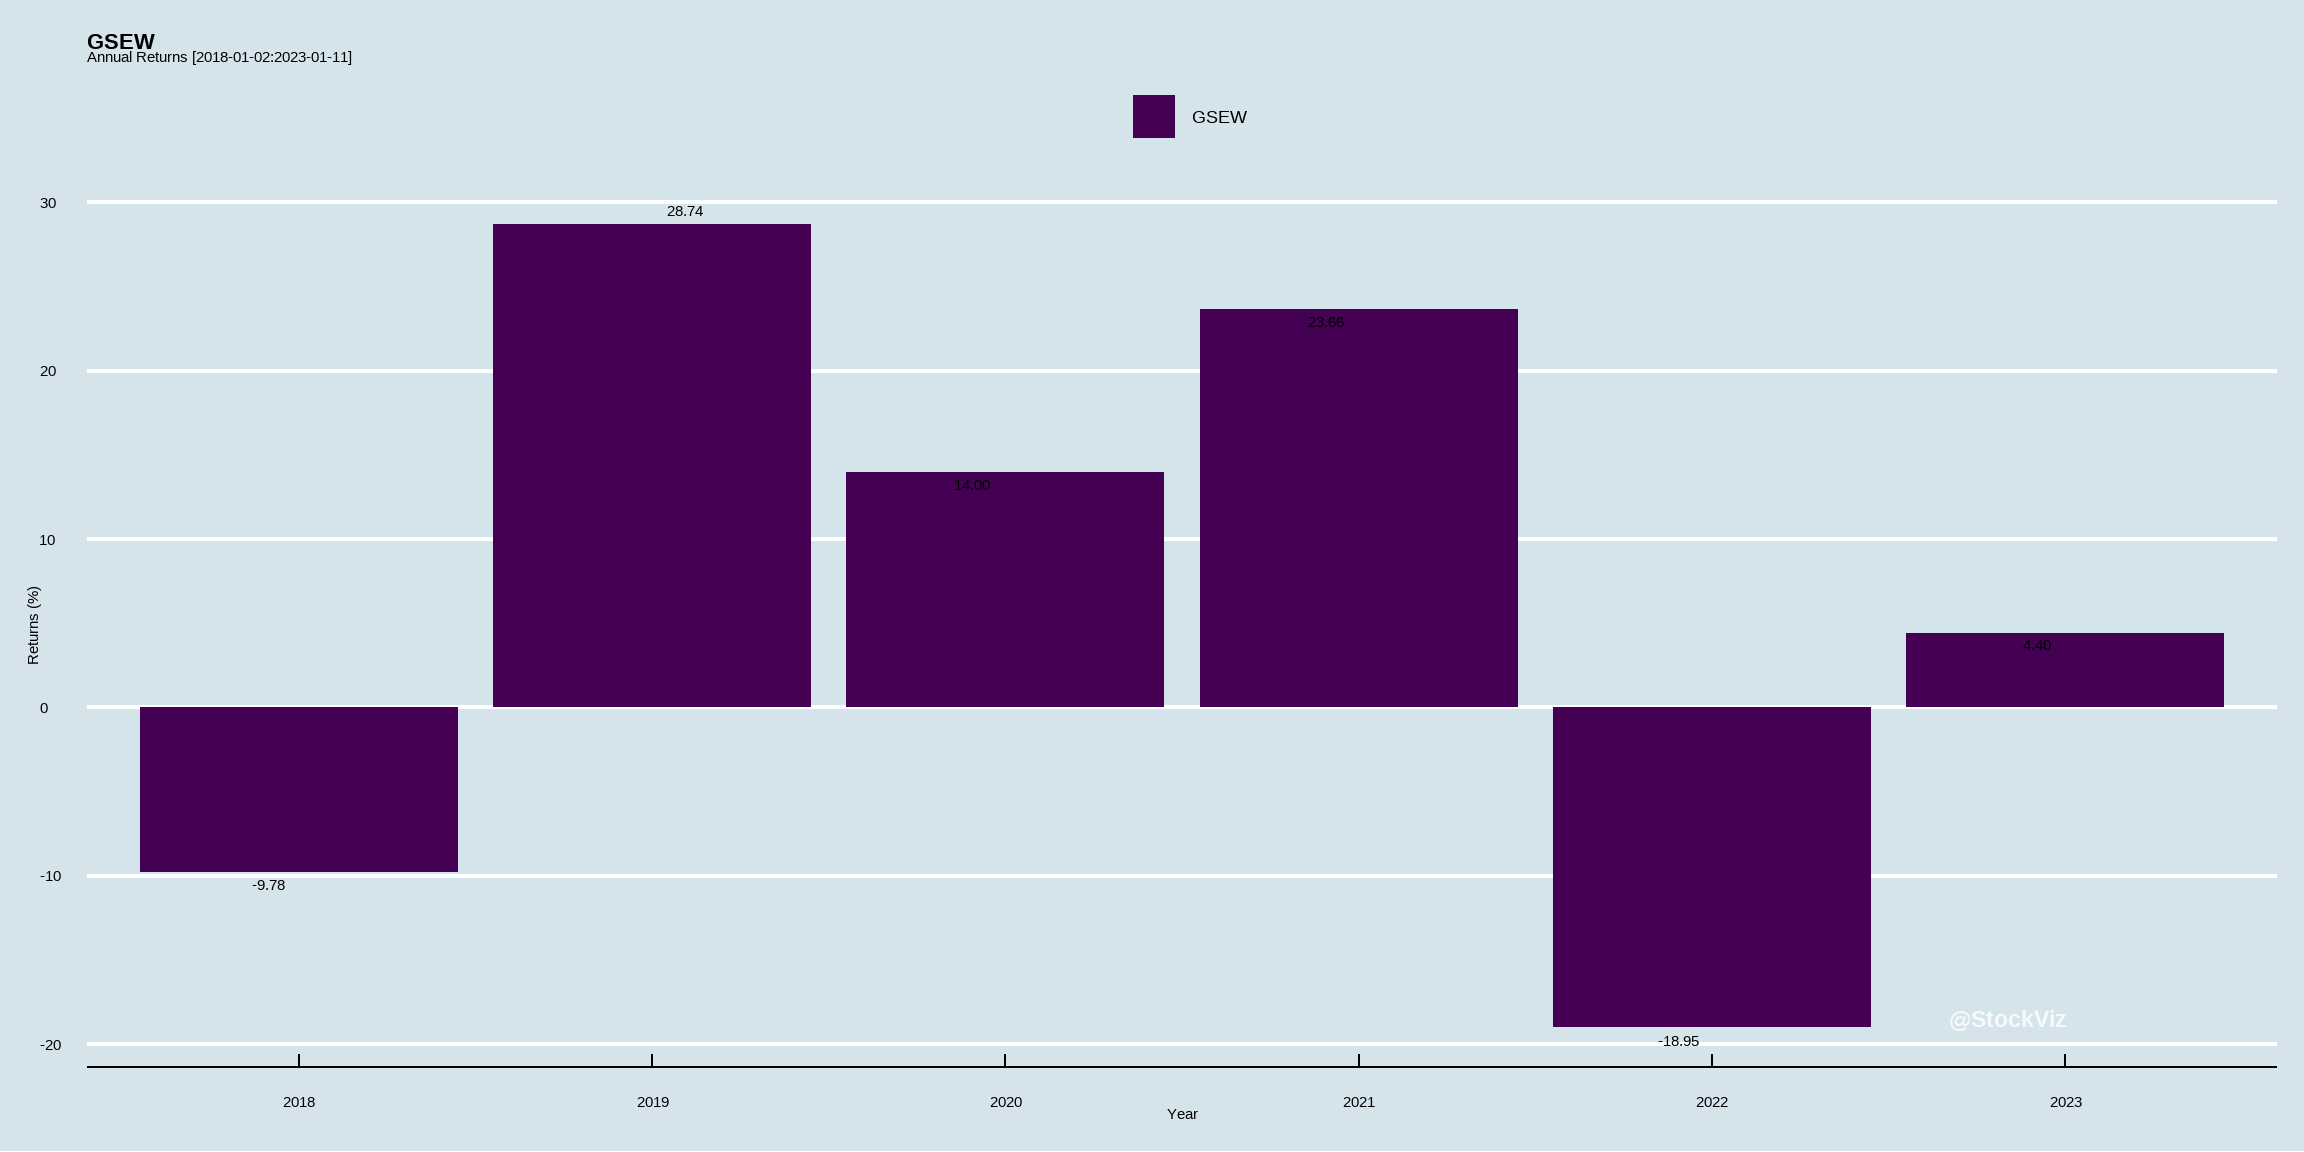 GSEW
Annual Returns [2018-01-02:2023-01-11]
GSEW
30
28.74
23.66
20
14.00
10
Returns (%)
4.40
0
-10
-9.78
@StockViz
-20
-18.95
2018 2019 2020 2021 2022 2023
Year